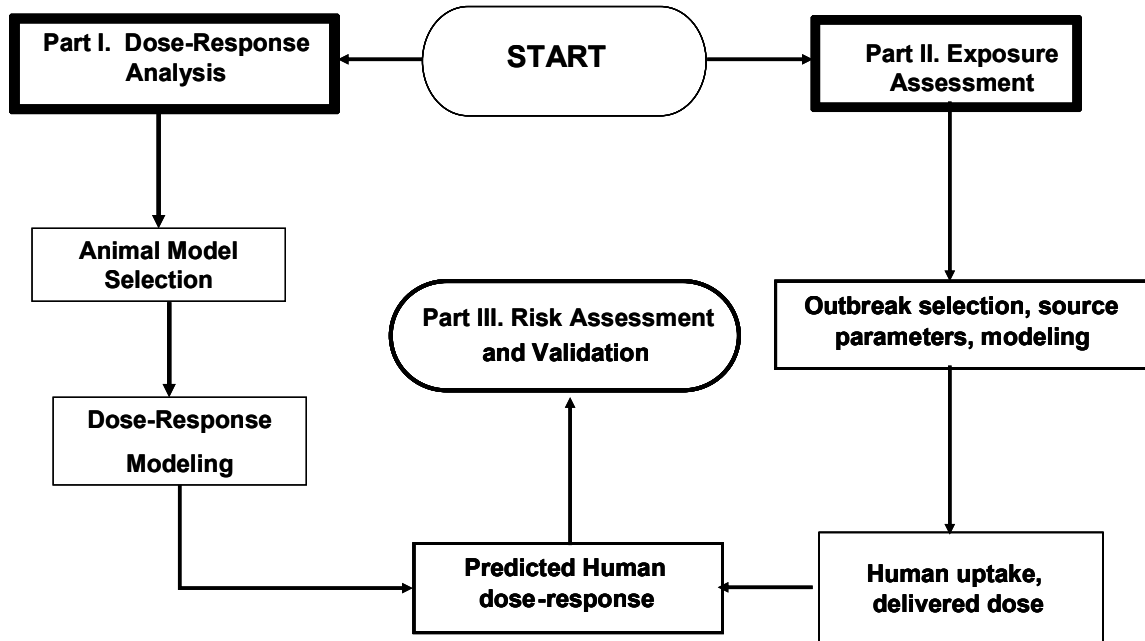 Part I. Dose-Response
Analysis
START
Part II. Exposure
Assessment
Animal Model
Selection
Part III. Risk Assessment
and Validation
Outbreak selection, source
parameters, modeling
Dose-Response
Modeling
Predicted Human
dose-response
Human uptake,
delivered dose